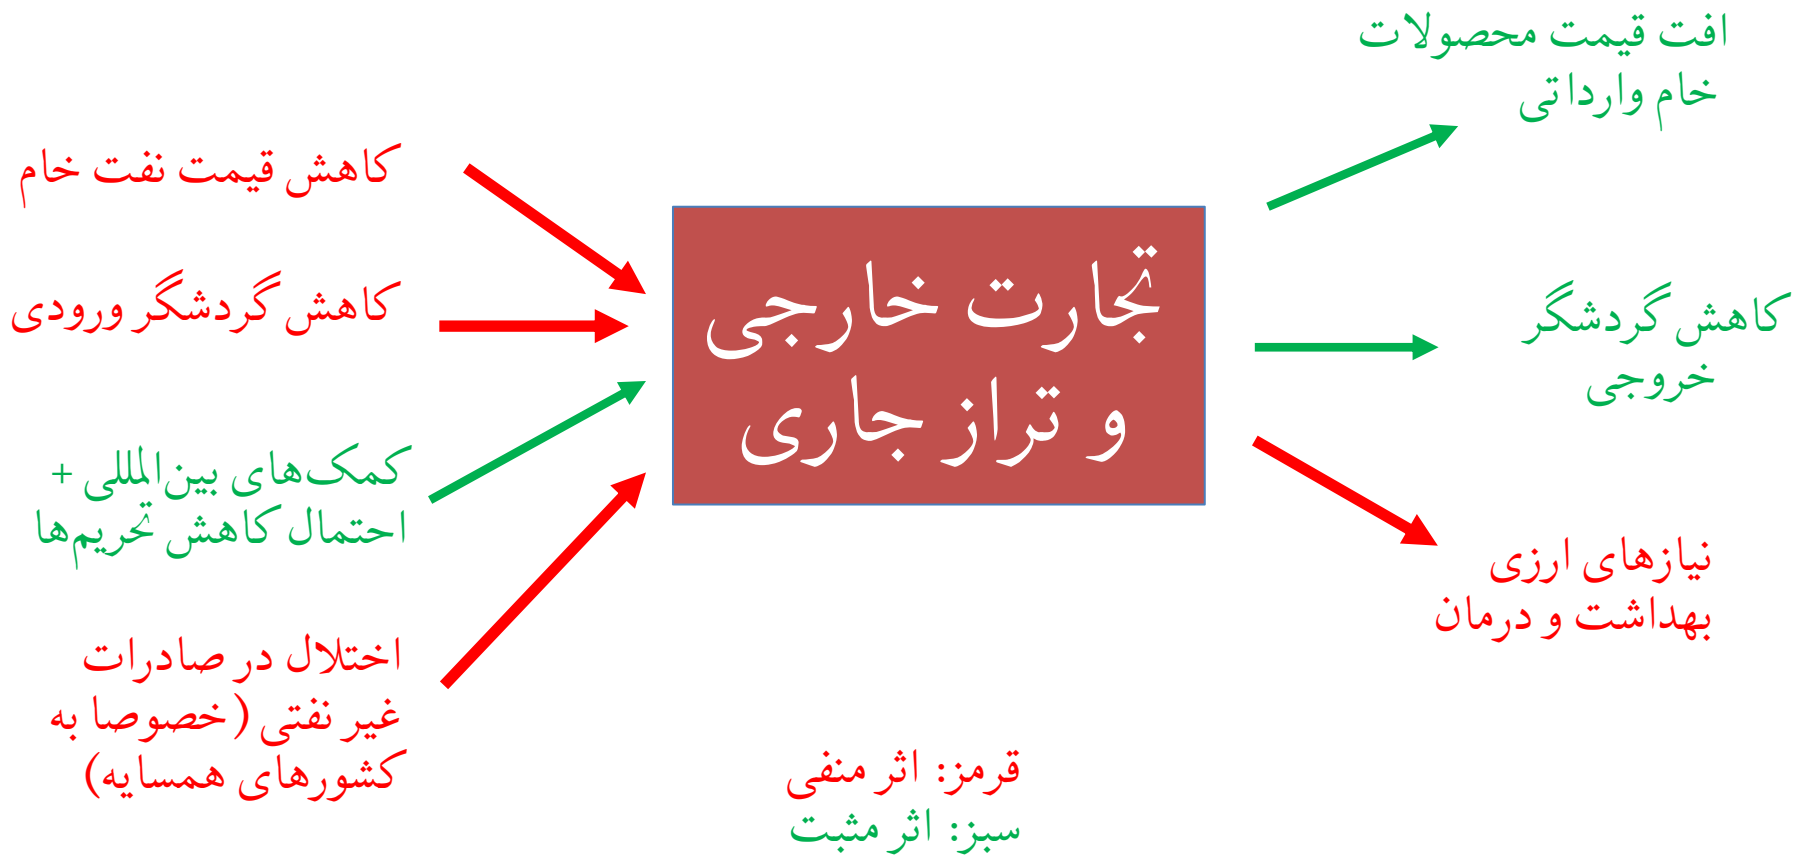 افت قیمت محصولات
خام وارداتی
کاهش گردشگر
خروجی
نیازهای ارزی
بهداشت و درمان
تجارت خارجی
و تراز جاری
کاهش قیمت نفت خام
کاهش گردشگر ورودی
کمک‌های بین‌المللی +
احتمال کاهش تحریم‌ها
اختلال در صادرات
غیر نفتی (خصوصا به
کشورهای همسایه)
قرمز: اثر منفی
سبز: اثر مثبت